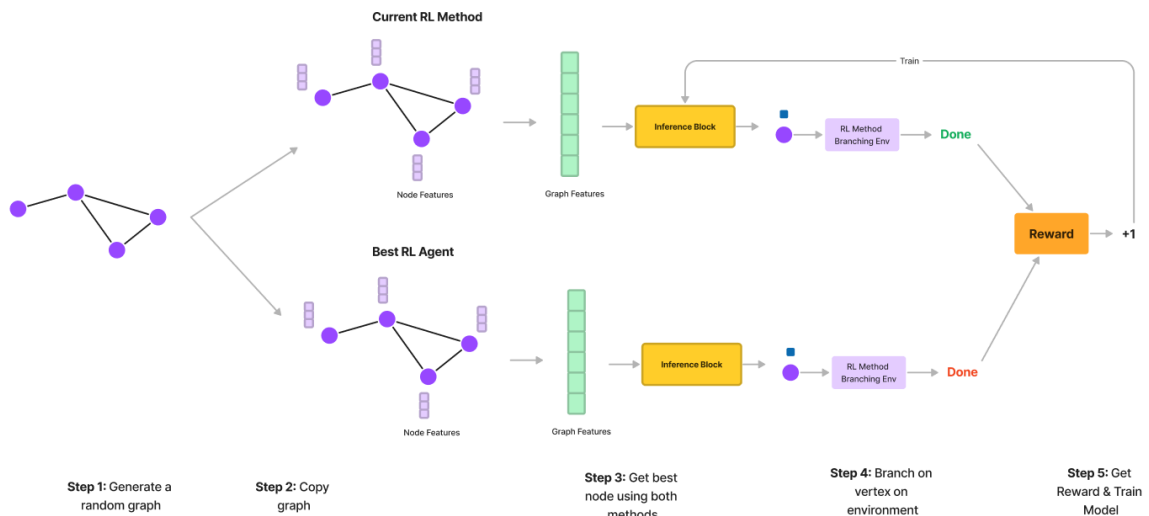 Current RL Method
Train
Inference Block
RL Method
Branching Env
Done
Node Features
Graph Features
Reward
+1
Best RL Agent
Inference Block
RL Method
Branching Env
Done
Node Features
Graph Features
Step 1: Generate a
random graph
Step 2: Copy
graph
Step 3: Get best
node using both
methods
Step 4: Branch on
vertex on
environment
Step 5: Get
Reward & Train
Model